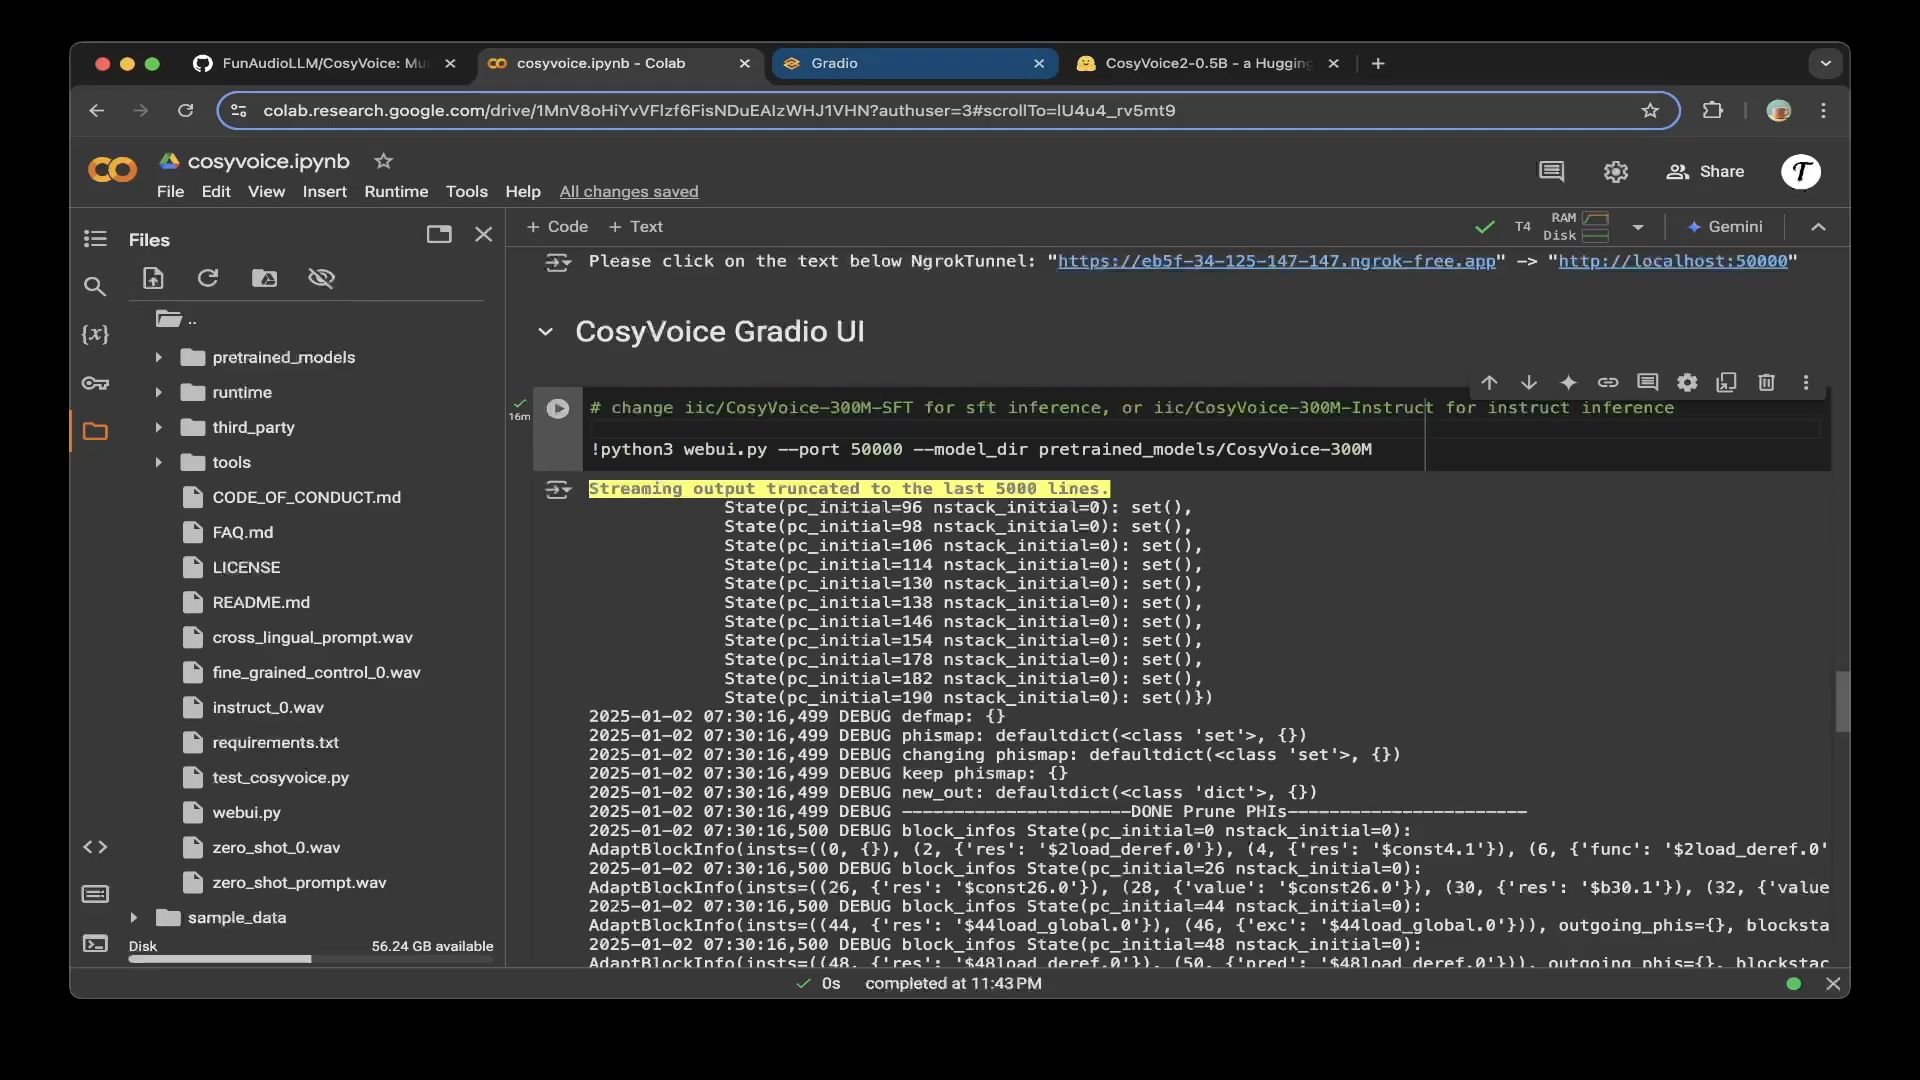 FunAudioLLM/CosyVoice: Mu
cosyvoice.ipynb - Colab
Gradio
CosyVoice2-0.5B - a Hugging
colab.research.google.com/drive/1MnV8oHiYvVFlzf6FisNDuEAIzWHJ1VHN?authuser=3#scrollTo=lU4u4_rv5mt9
cosyvoice.ipynb
File Edit View Insert Runtime Tools Help All changes saved
Share
T
Files
+ Code + Text
T4
RAM
Disk
Gemini
Please click on the text below NgrokTunnel: "https://eb5f-34-125-147-147.ngrok-free.app" -> "http://localhost:50000"
CosyVoice Gradio UI
16m
# change iic/CosyVoice-300M-SFT for sft inference, or iic/CosyVoice-300M-Instruct for instruct inference
!python3 webui.py --port 50000 --model_dir pretrained_models/CosyVoice-300M
Streaming output truncated to the last 5000 lines.
State(pc_initial=96 nstack_initial=0): set(),
State(pc_initial=98 nstack_initial=0): set(),
State(pc_initial=106 nstack_initial=0): set(),
State(pc_initial=114 nstack_initial=0): set(),
State(pc_initial=130 nstack_initial=0): set(),
State(pc_initial=138 nstack_initial=0): set(),
State(pc_initial=146 nstack_initial=0): set(),
State(pc_initial=154 nstack_initial=0): set(),
State(pc_initial=178 nstack_initial=0): set(),
State(pc_initial=182 nstack_initial=0): set(),
State(pc_initial=190 nstack_initial=0): set()})
2025-01-02 07:30:16,499 DEBUG defmap: {}
2025-01-02 07:30:16,499 DEBUG phismap: defaultdict(<class 'set'>, {})
2025-01-02 07:30:16,499 DEBUG changing phismap: defaultdict(<class 'set'>, {})
2025-01-02 07:30:16,499 DEBUG keep phismap: {}
2025-01-02 07:30:16,499 DEBUG new_out: defaultdict(<class 'dict'>, {})
2025-01-02 07:30:16,499 DEBUG ----------------------DONE Prune PHIs-----------------------
2025-01-02 07:30:16,500 DEBUG block_infos State(pc_initial=0 nstack_initial=0):
AdaptBlockInfo(insts=((0, {}), (2, {'res': '$2load_deref.0'}), (4, {'res': '$const4.1'}), (6, {'func': '$2load_deref.0'
2025-01-02 07:30:16,500 DEBUG block_infos State(pc_initial=26 nstack_initial=0):
AdaptBlockInfo(insts=((26, {'res': '$const26.0'}), (28, {'value': '$const26.0'}), (30, {'res': '$b30.1'}), (32, {'value
2025-01-02 07:30:16,500 DEBUG block_infos State(pc_initial=44 nstack_initial=0):
AdaptBlockInfo(insts=((44, {'res': '$44load_global.0'}), (46, {'exc': '$44load_global.0'})), outgoing_phis={}, blocksta
2025-01-02 07:30:16,500 DEBUG block_infos State(pc_initial=48 nstack_initial=0):
AdaptBlockInfo(insts=((48, {'res': '$48load_deref.0'}), (50, {'pred': '$48load_deref.0'})), outgoing_phis={}, blockstac
{x}
..
pretrained_models
runtime
third_party
tools
CODE_OF_CONDUCT.md
FAQ.md
LICENSE
README.md
cross_lingual_prompt.wav
fine_grained_control_0.wav
instruct_0.wav
requirements.txt
test_cosyvoice.py
webui.py
zero_shot_0.wav
zero_shot_prompt.wav
sample_data
Disk 56.24 GB available
0s completed at 11:43 PM